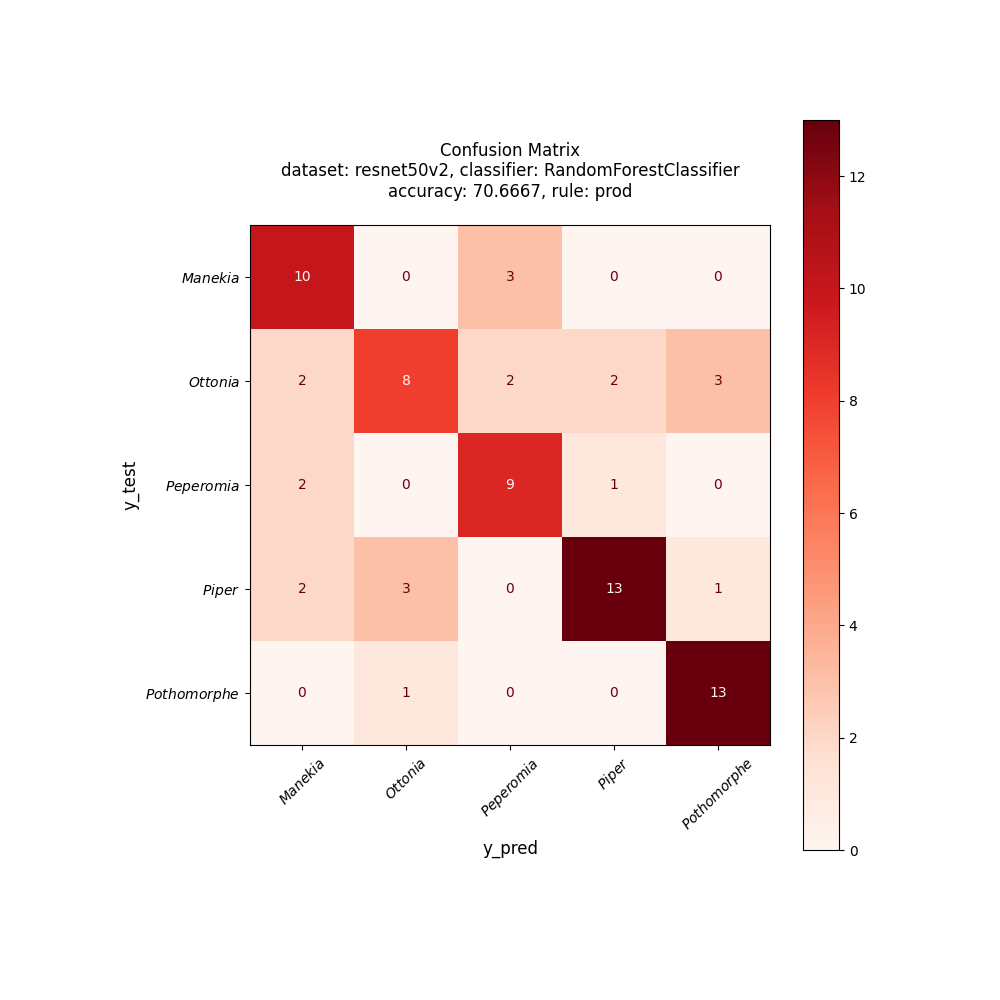 Confusion Matrix
dataset: resnet50v2, classifier: RandomForestClassifier
accuracy: 70.6667, rule: prod
y_test
Manekia 10 0 3 0 0
Ottonia 2 8 2 2 3
Peperomia 2 0 9 1 0
Piper 2 3 0 13 1
Pothomorphe 0 1 0 0 13
Manekia Ottonia Peperomia Piper Pothomorphe
y_pred
12
10
8
6
4
2
0